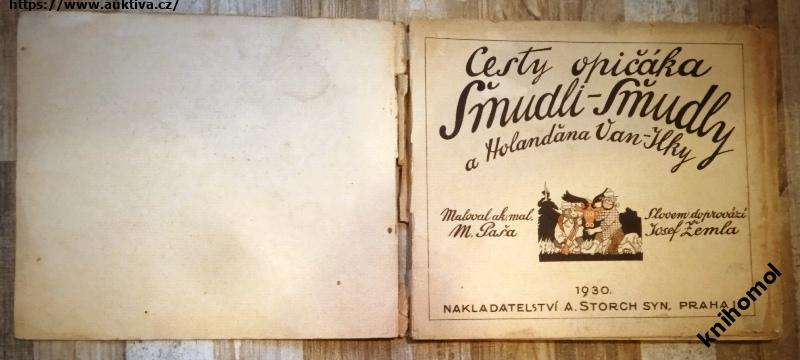 https://www.auktiva.cz/
Cesty opičáka
Šmudli-Šmudly
a Holanďana Van-Ilky
Maloval ak. mal.
M. Paša
Slovem doprovází
Josef Žemla
1930.
NAKLADATELSTVÍ A. STORCH SYN, PRAHA I.
knihomol